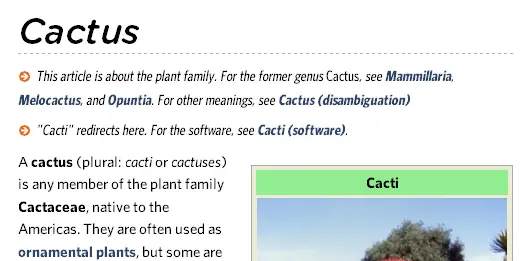 Cactus
This article is about the plant family. For the former genus Cactus, see Mammillaria,
Melocactus, and Opuntia. For other meanings, see Cactus (disambiguation)
"Cacti" redirects here. For the software, see Cacti (software).
A cactus (plural: cacti or cactuses)
is any member of the plant family
Cactaceae, native to the
Americas. They are often used as
ornamental plants, but some are
Cacti